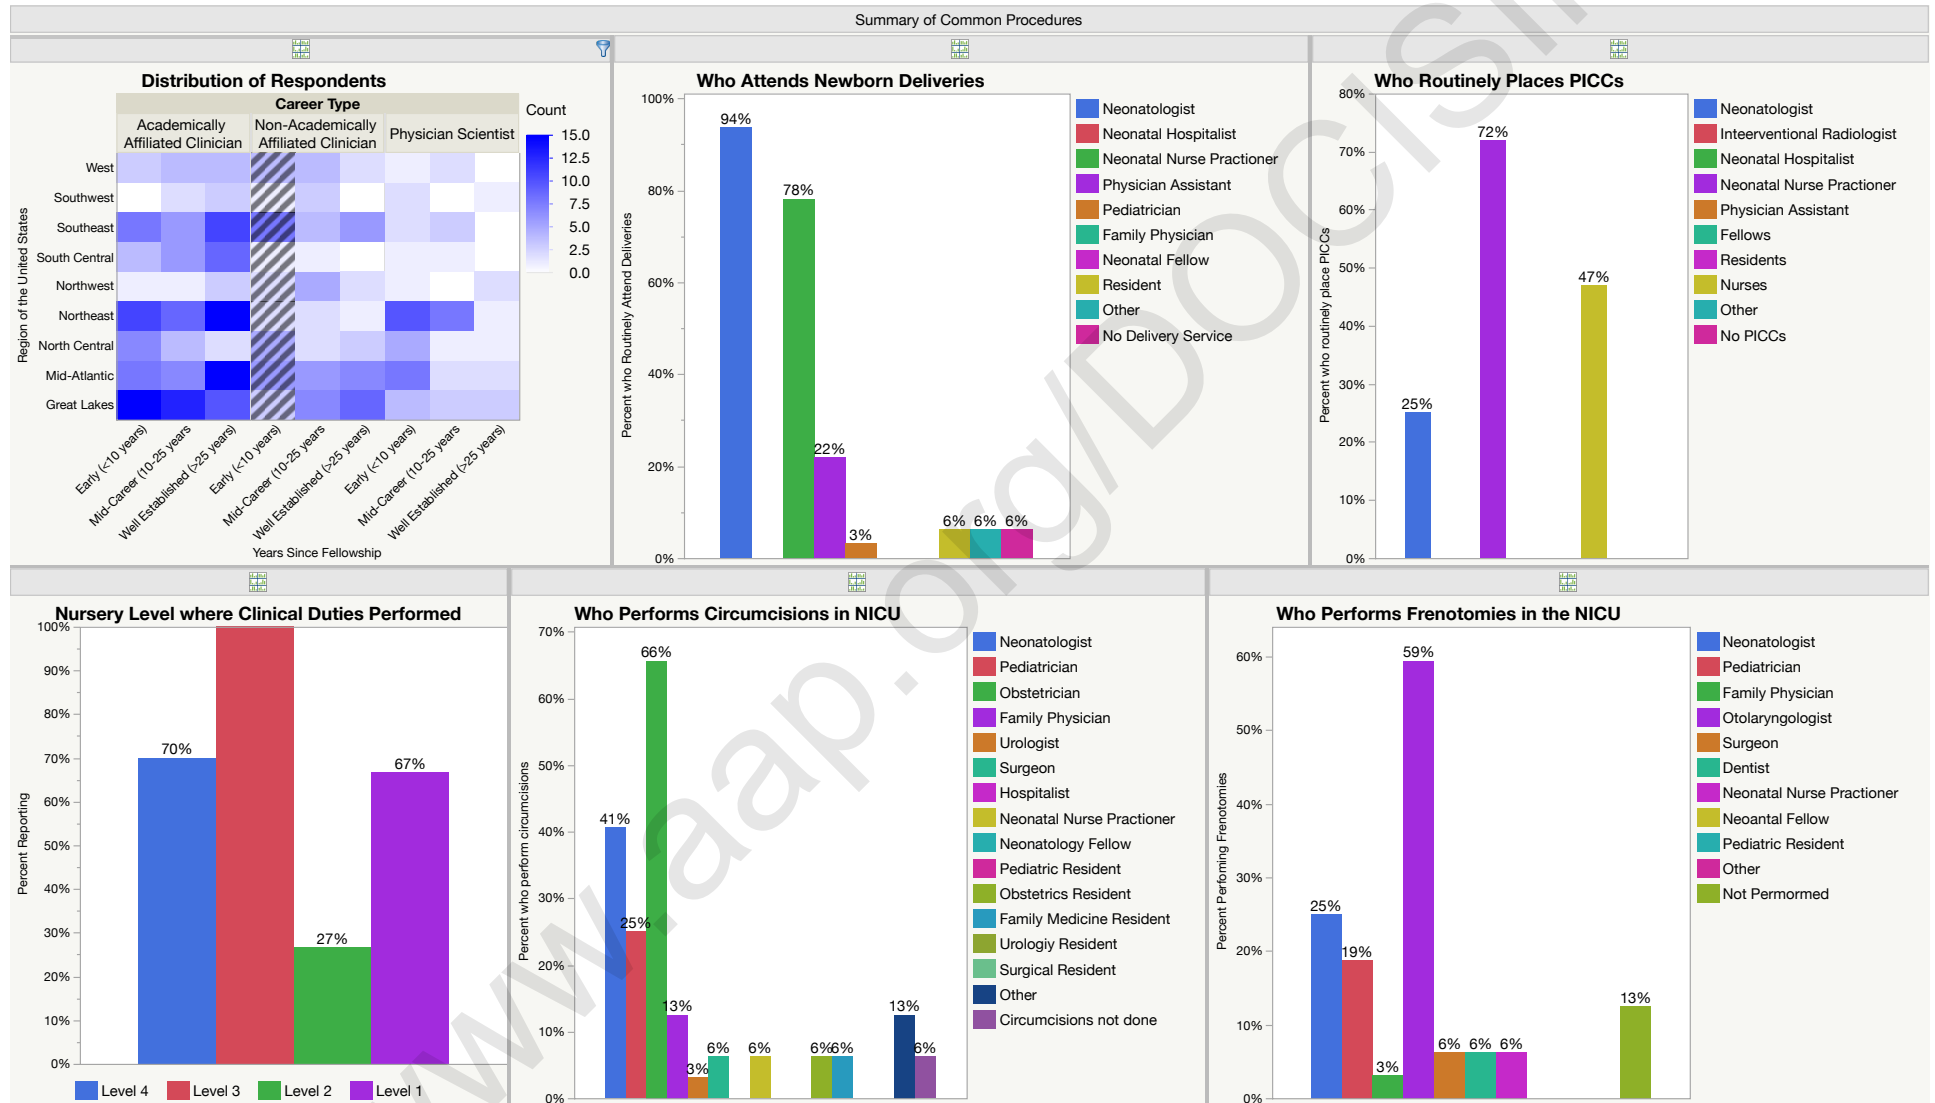 Summary of Common Procedures
Distribution of Respondents
Career Type
Academically
Affiliated Clinician
Non-Academically
Affiliated Clinician
Physician Scientist
Count
15.0
12.5
10.0
7.5
5.0
2.5
0.0
Region of the United States
West
Southwest
Southeast
South Central
Northwest
Northeast
North Central
Mid-Atlantic
Great Lakes
Early (<10 years)
Mid-Career (10-25 years
Well Established (>25 years)
Early (<10 years)
Mid-Career (10-25 years
Well Established (>25 years)
Early (<10 years)
Mid-Career (10-25 years
Well Established (>25 years)
Years Since Fellowship
Who Attends Newborn Deliveries
Percent who Routinely Attend Deliveries
100%
80%
60%
40%
20%
0%
94%
78%
22%
3%
6%
6%
6%
Neonatologist
Neonatal Hospitalist
Neonatal Nurse Practioner
Physician Assistant
Pediatrician
Family Physician
Neonatal Fellow
Resident
Other
No Delivery Service
Who Routinely Places PICCs
Percent who routinely place PICCs
80%
70%
60%
50%
40%
30%
20%
10%
0%
25%
72%
47%
Neonatologist
Inteerventional Radiologist
Neonatal Hospitalist
Neonatal Nurse Practioner
Physician Assistant
Fellows
Residents
Nurses
Other
No PICCs
Nursery Level where Clinical Duties Performed
Percent Reporting
100%
90%
80%
70%
60%
50%
40%
30%
20%
10%
0%
70%
27%
67%
Level 4
Level 3
Level 2
Level 1
Who Performs Circumcisions in NICU
Percent who perform circumcisions
70%
60%
50%
40%
30%
20%
10%
0%
41%
25%
66%
13%
3%
6%
6%
6%
6%
13%
6%
Neonatologist
Pediatrician
Obstetrician
Family Physician
Urologist
Surgeon
Hospitalist
Neonatal Nurse Practioner
Neonatology Fellow
Pediatric Resident
Obstetrics Resident
Family Medicine Resident
Urologiy Resident
Surgical Resident
Other
Circumcisions not done
Who Performs Frenotomies in the NICU
Percent Performing Frenotomies
60%
50%
40%
30%
20%
10%
0%
25%
19%
3%
59%
6%
6%
6%
13%
Neonatologist
Pediatrician
Family Physician
Otolaryngologist
Surgeon
Dentist
Neonatal Nurse Practioner
Neoantal Fellow
Pediatric Resident
Other
Not Permormed
www.aap.org/DOCISI